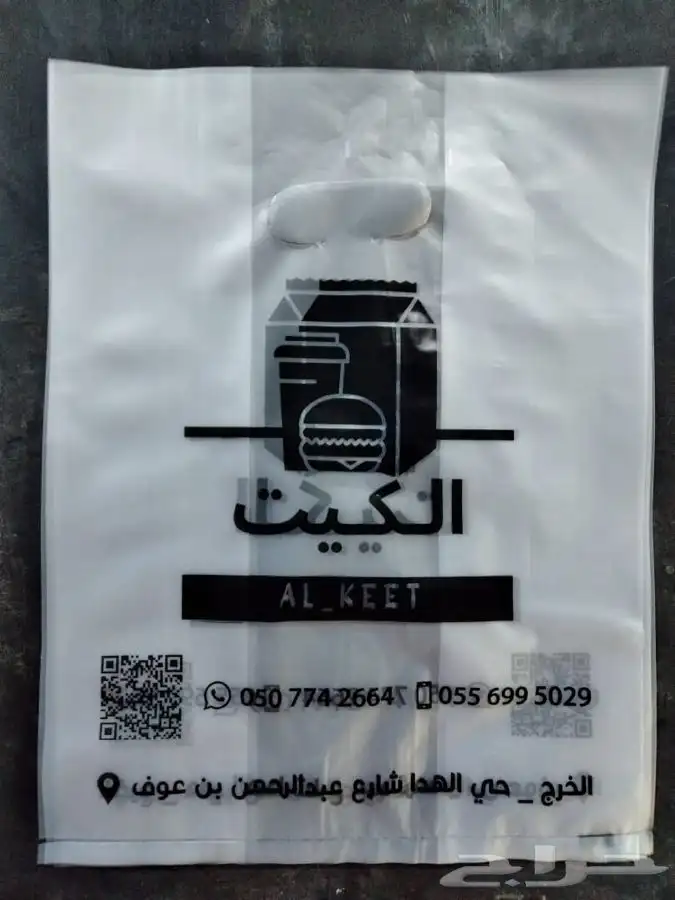 الكيت
AL_KEET
050 774 2664 055 699 5029
الخرج _ حي الهدا شارع عبدالرحمن بن عوف
حراج